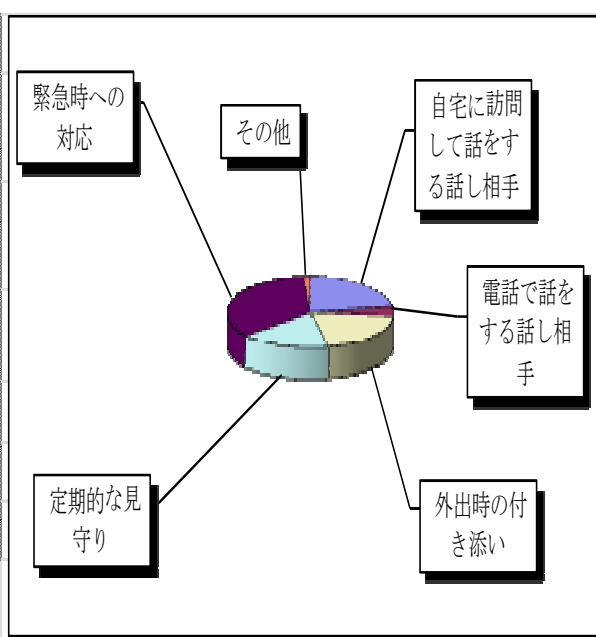 緊急時への
対応
その他
自宅に訪問
して話をす
る話し相手
電話で話を
する話し相
手
定期的な見
守り
外出時の付
き添い